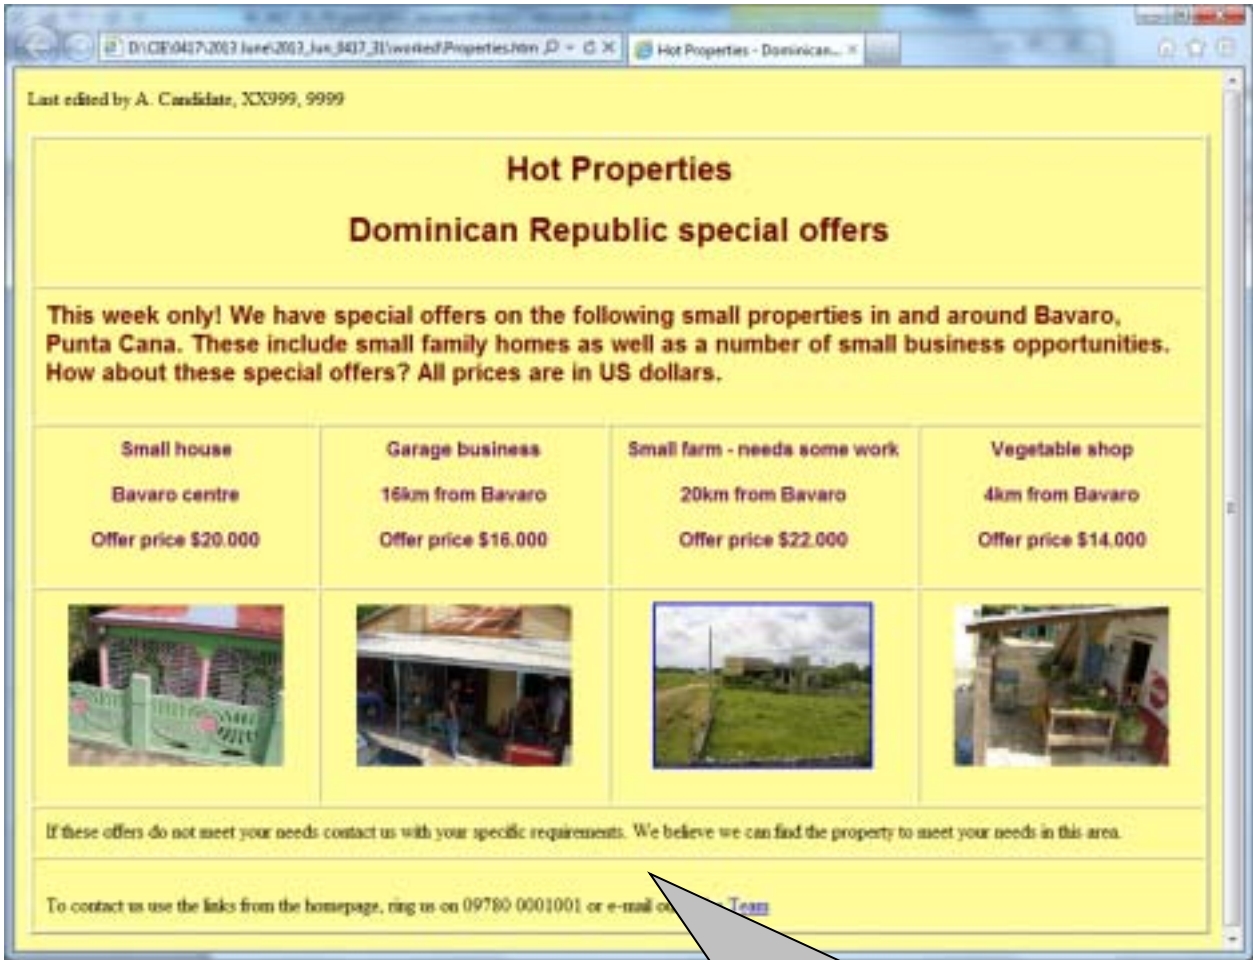 D:\CIE\0417\2013 June\2013_Jun_0417_31\worked\Properties.htm
Hot Properties - Dominican...
Last edited by A. Candidate, XX999, 9999
Hot Properties
Dominican Republic special offers
This week only! We have special offers on the following small properties in and around Bavaro,
Punta Cana. These include small family homes as well as a number of small business opportunities.
How about these special offers? All prices are in US dollars.
Small house
Bavaro centre
Offer price $20.000
Garage business
16km from Bavaro
Offer price $16.000
Small farm - needs some work
20km from Bavaro
Offer price $22.000
Vegetable shop
4km from Bavaro
Offer price $14.000
If these offers do not meet your needs contact us with your specific requirements. We believe we can find the property to meet your needs in this area.
To contact us use the links from the homepage, ring us on 09780 0001001 or e-mail Team